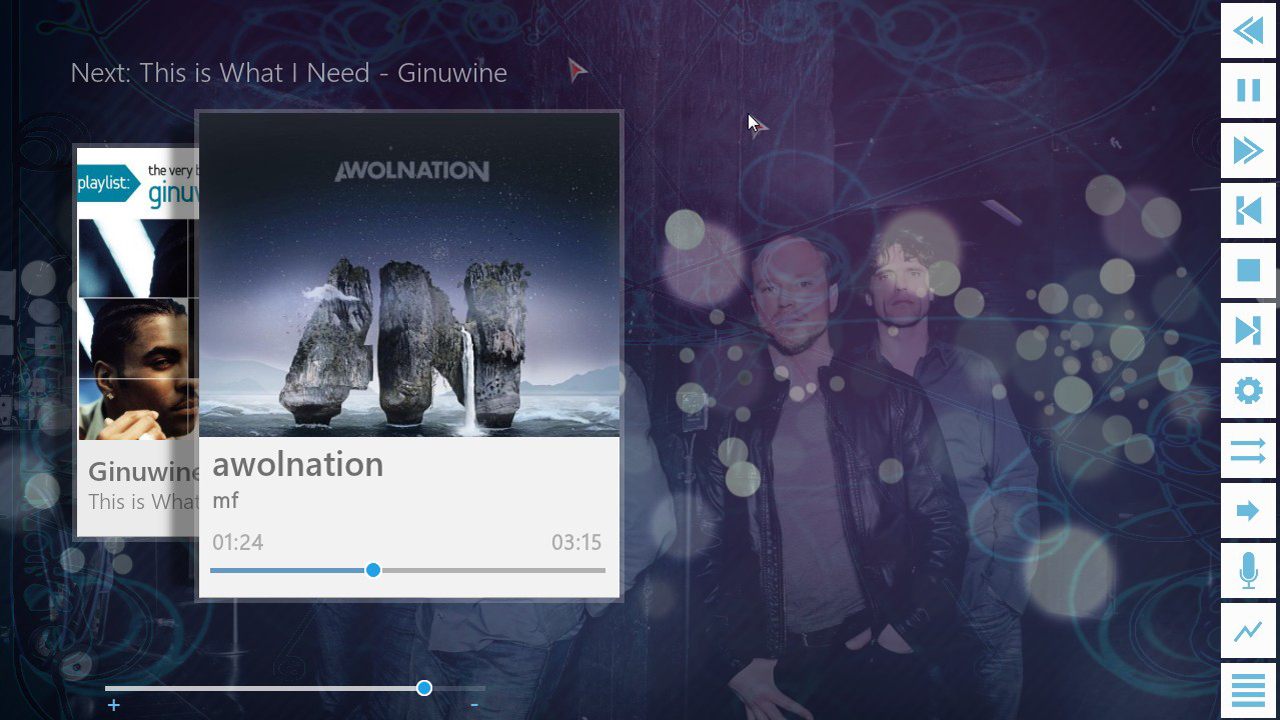 Next: This is What I Need - Ginuwine
AWOLNATION
playlist:
the very b
ginuw
Ginuwine
This is What
awolnation
mf
01:24
03:15
+
-